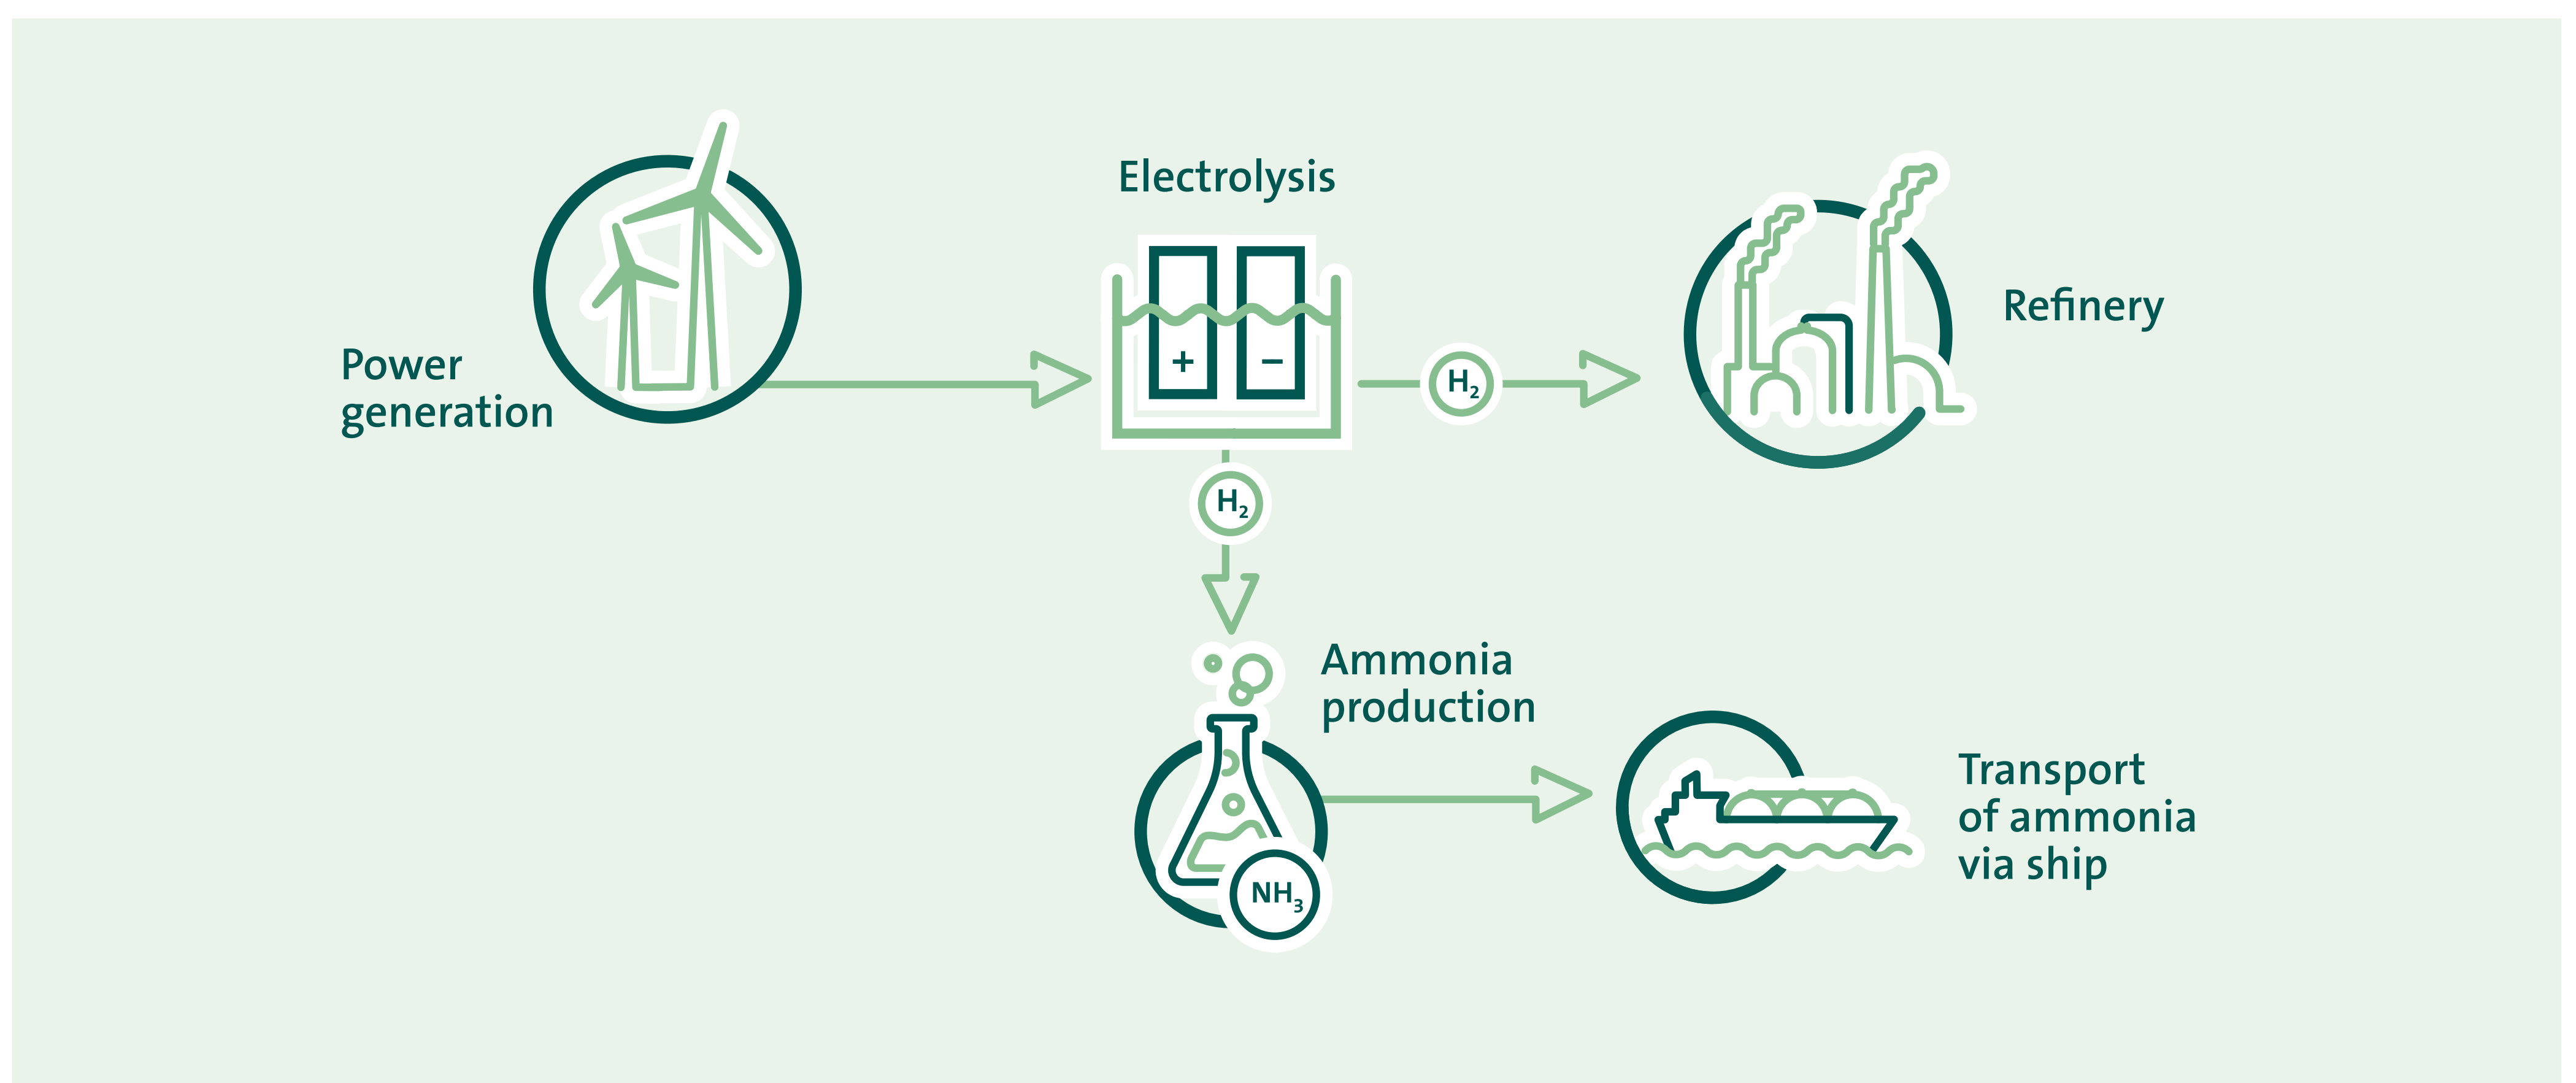 Power
generation
Electrolysis
+ −
H₂
Refinery
H₂
Ammonia
production
NH₃
Transport
of ammonia
via ship